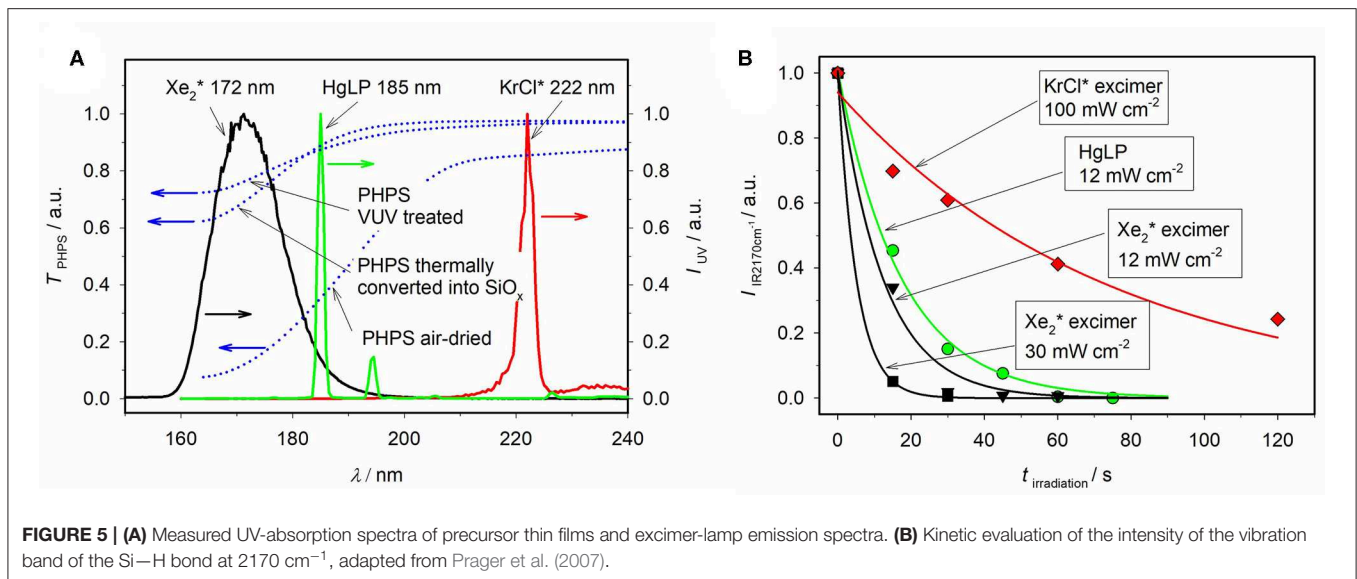 A
Xe₂* 172 nm
HgLP 185 nm
KrCl* 222 nm
1.0
0.8
0.6
0.4
0.2
0.0
T PHPS / a.u.
PHPS
VUV treated
PHPS thermally
converted into SiOₓ
PHPS air-dried
1.0
0.8
0.6
0.4
0.2
0.0
I UV / a.u.
160 180 200 220 240
λ / nm
B
1.0
0.8
0.6
0.4
0.2
0.0
I IR2170cm⁻¹ / a.u.
KrCl* excimer
100 mW cm⁻²
HgLP
12 mW cm⁻²
Xe₂* excimer
12 mW cm⁻²
Xe₂* excimer
30 mW cm⁻²
0 20 40 60 80 100 120
t irradiation / s
FIGURE 5 | (A) Measured UV-absorption spectra of precursor thin films and excimer-lamp emission spectra. (B) Kinetic evaluation of the intensity of the vibration
band of the Si—H bond at 2170 cm⁻¹, adapted from Prager et al. (2007).